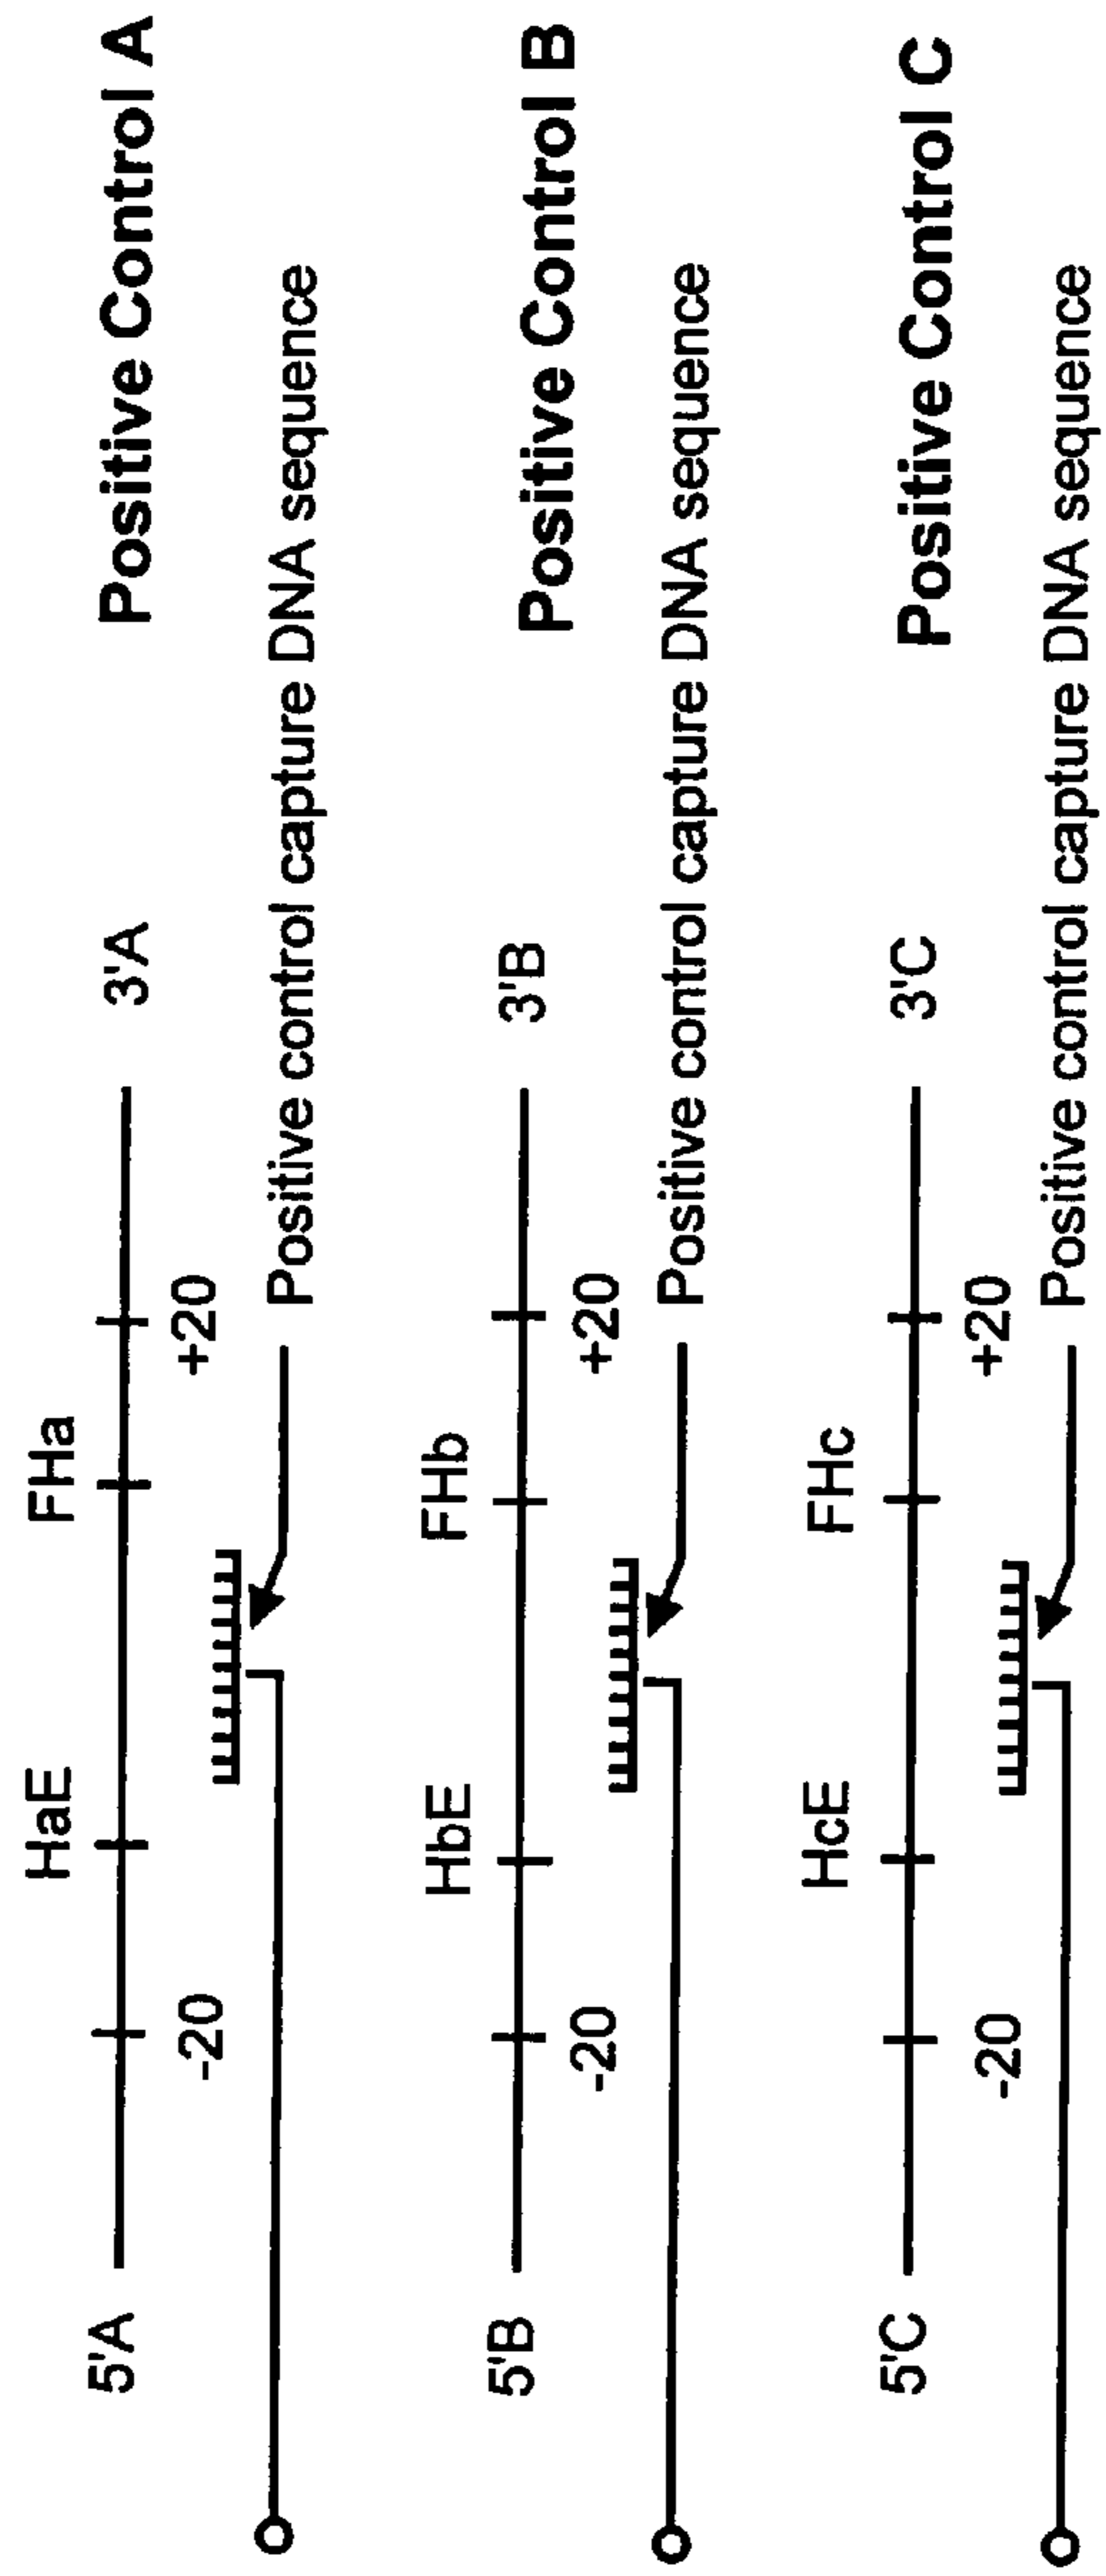 HaE FHa
5'A 3'A Positive Control A
-20 +20
Positive control capture DNA sequence
HbE FHb
5'B 3'B Positive Control B
-20 +20
Positive control capture DNA sequence
HcE FHc
5'C 3'C Positive Control C
-20 +20
Positive control capture DNA sequence